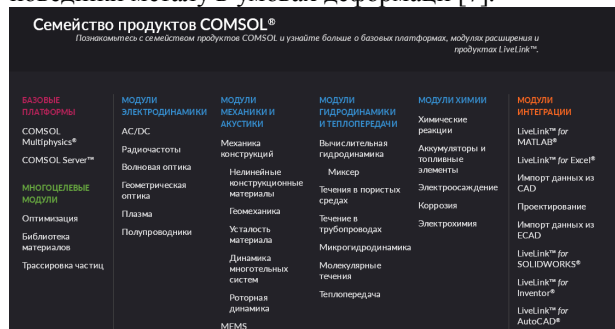 поведінки металу в умовах деформації [7].
Семейство продуктов COMSOL®
Познакомьтесь с семейством продуктов COMSOL и узнайте больше о базовых платформах, модулях расширения и
продуктах LiveLink™.
БАЗОВЫЕ
ПЛАТФОРМЫ
COMSOL
Multiphysics®
COMSOL Server™
МНОГОЦЕЛЕВЫЕ
МОДУЛИ
Оптимизация
Библиотека
материалов
Трассировка частиц
МОДУЛИ
ЭЛЕКТРОДИНАМИКИ
AC/DC
Радиочастоты
Волновая оптика
Геометрическая
оптика
Плазма
Полупроводники
МОДУЛИ
МЕХАНИКИ И
АКУСТИКИ
Механика
конструкций
Нелинейные
конструкционные
материалы
Геомеханика
Усталость
материала
Динамика
многотельных
систем
Роторная
динамика
MEMS
МОДУЛИ
ГИДРОДИНАМИКИ
И ТЕПЛОПЕРЕДАЧИ
Вычислительная
гидродинамика
Миксер
Течения в пористых
средах
Течение в
трубопроводах
Микрогидродинамика
Молекулярные
течения
Теплопередача
МОДУЛИ ХИМИИ
Химические
реакции
Аккумуляторы и
топливные
элементы
Электроосаждение
Коррозия
Электрохимия
МОДУЛИ
ИНТЕГРАЦИИ
LiveLink™ for
MATLAB®
LiveLink™ for Excel®
Импорт данных из
CAD
Проектирование
Импорт данных из
ECAD
LiveLink™ for
SOLIDWORKS®
LiveLink™ for
Inventor®
LiveLink™ for
AutoCAD®